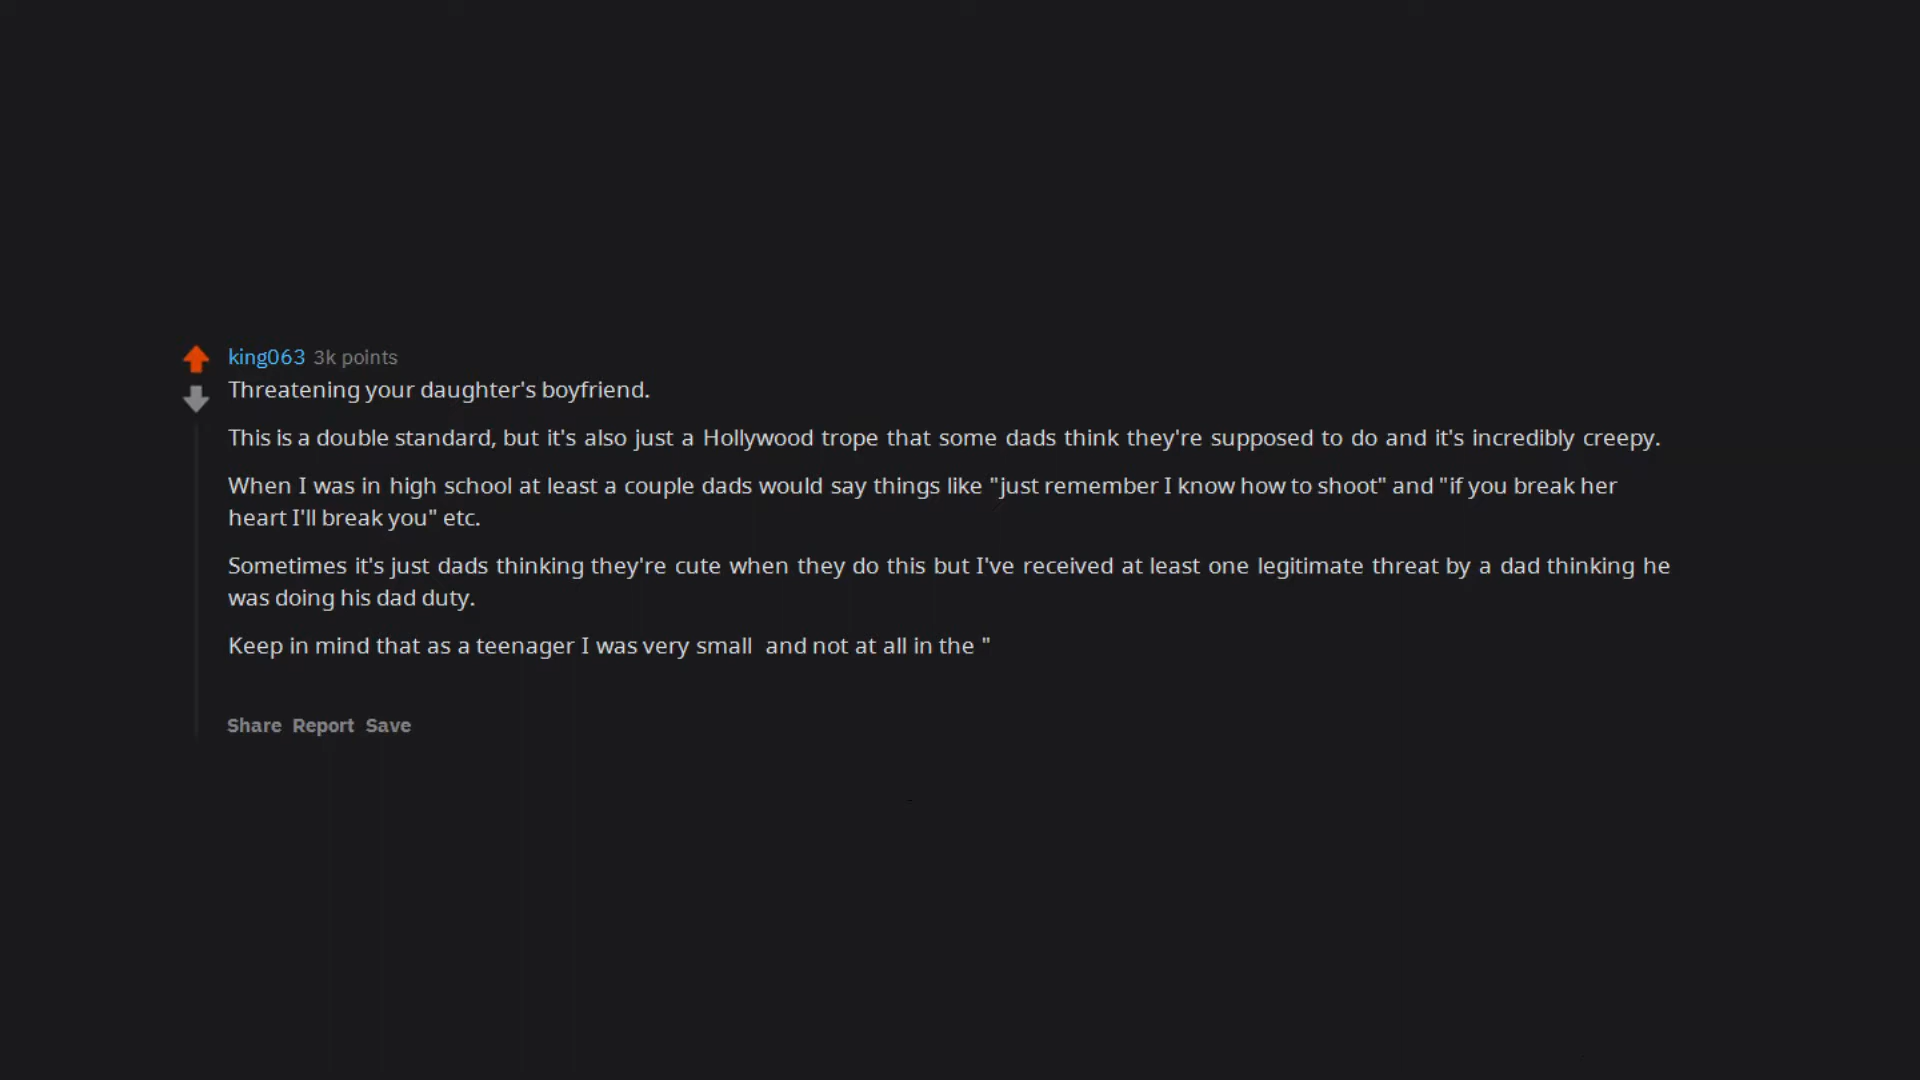 king063 3k points
Threatening your daughter's boyfriend.
This is a double standard, but it's also just a Hollywood trope that some dads think they're supposed to do and it's incredibly creepy.
When I was in high school at least a couple dads would say things like "just remember I know how to shoot" and "if you break her
heart I'll break you" etc.
Sometimes it's just dads thinking they're cute when they do this but I've received at least one legitimate threat by a dad thinking he
was doing his dad duty.
Keep in mind that as a teenager I was very small  and not at all in the "
Share Report Save